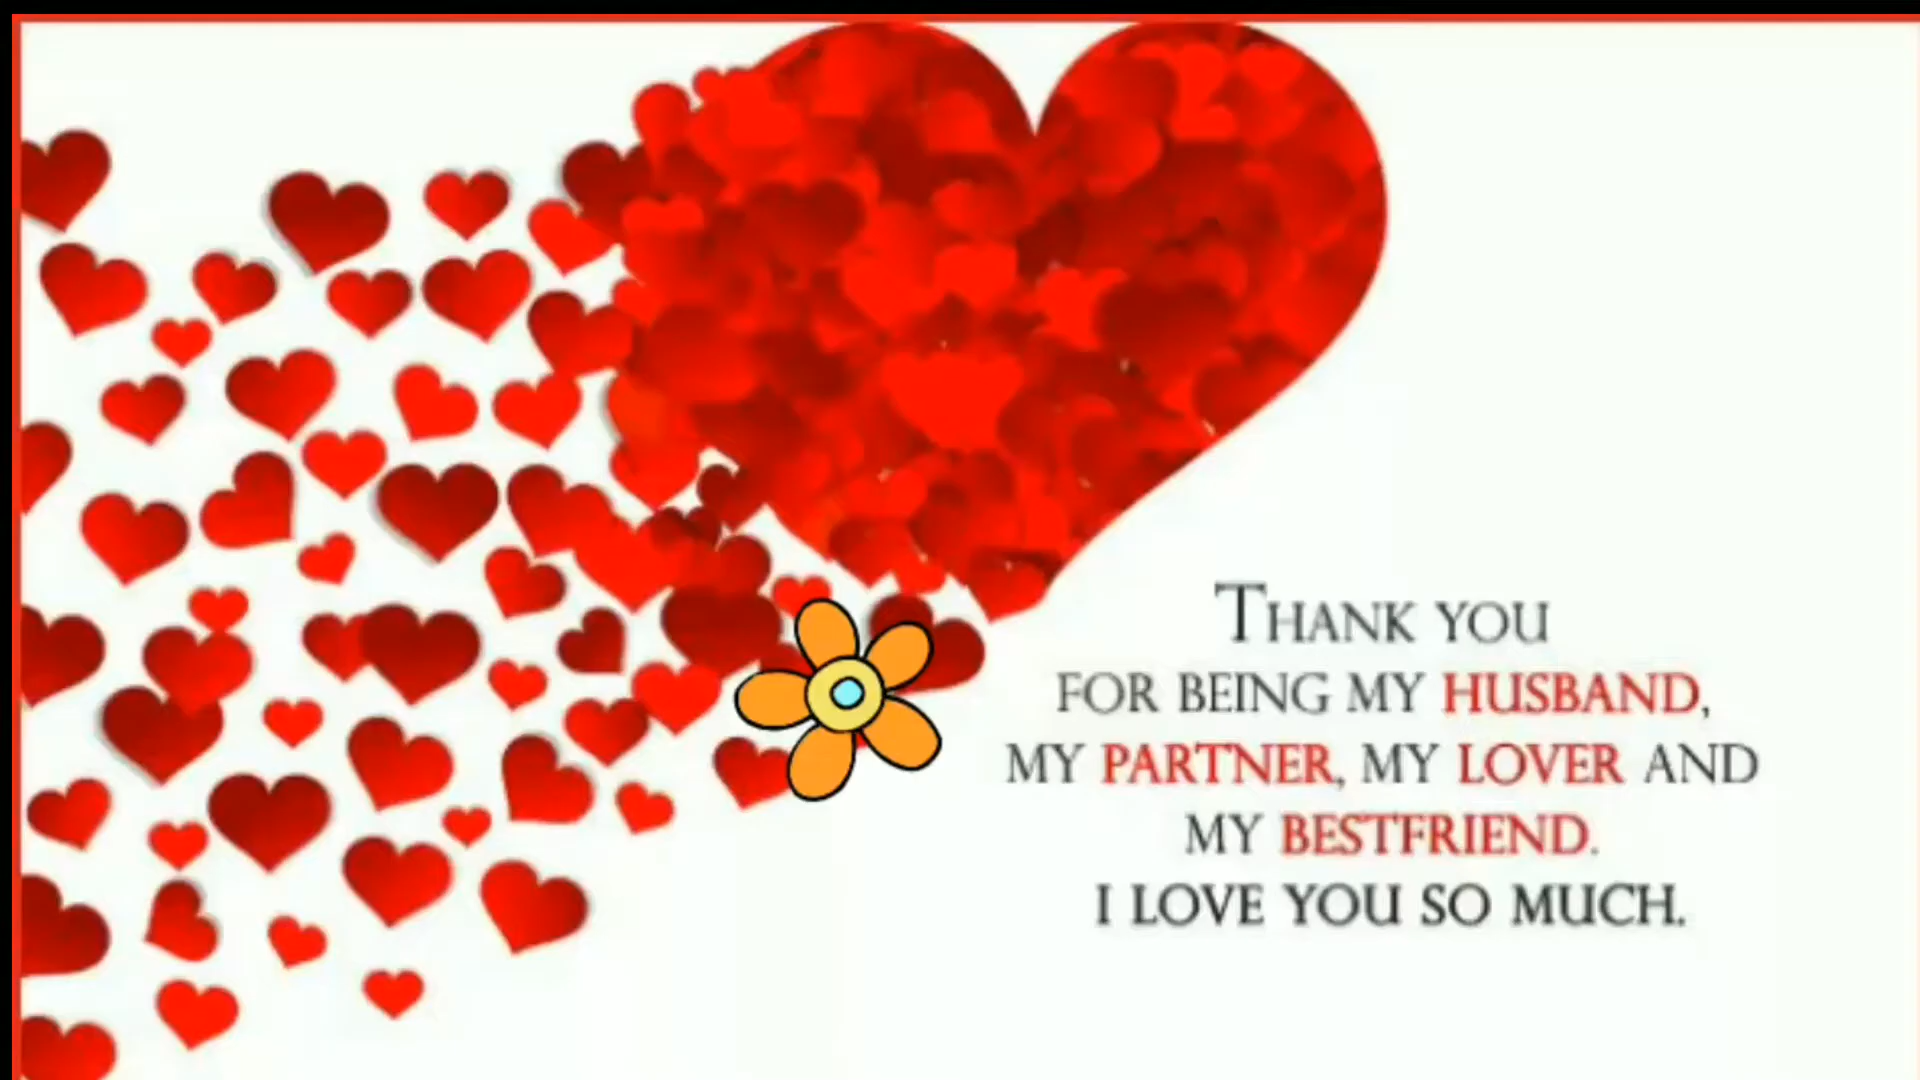 THANK YOU
FOR BEING MY HUSBAND,
MY PARTNER, MY LOVER AND
MY BESTFRIEND.
I LOVE YOU SO MUCH.